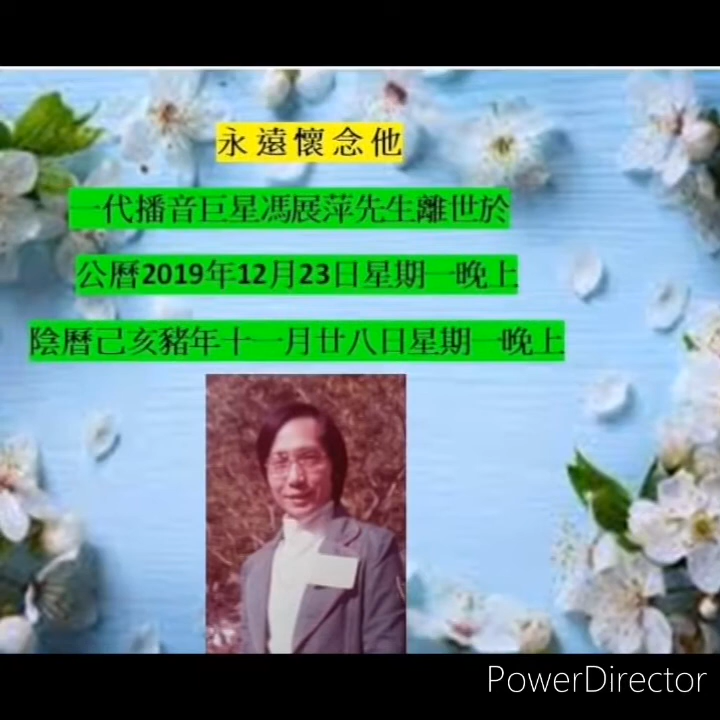 永遠懷念他
一代播音巨星馮展萍先生離世於
公曆2019年12月23日星期一晚上
陰曆己亥豬年十一月廿八日星期一晚上
PowerDirector